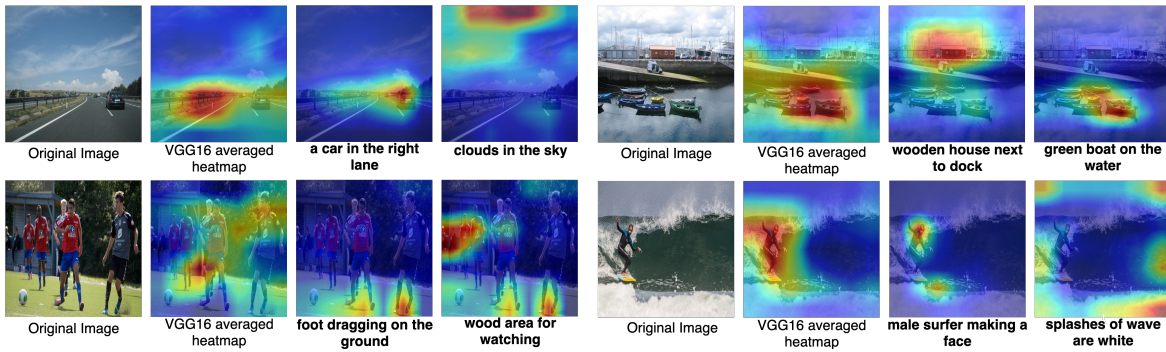 Original Image
VGG16 averaged
heatmap
a car in the right
lane
clouds in the sky
Original Image
VGG16 averaged
heatmap
wooden house next
to dock
green boat on the
water
Original Image
VGG16 averaged
heatmap
foot dragging on the
ground
wood area for
watching
Original Image
VGG16 averaged
heatmap
male surfer making a
face
splashes of wave
are white